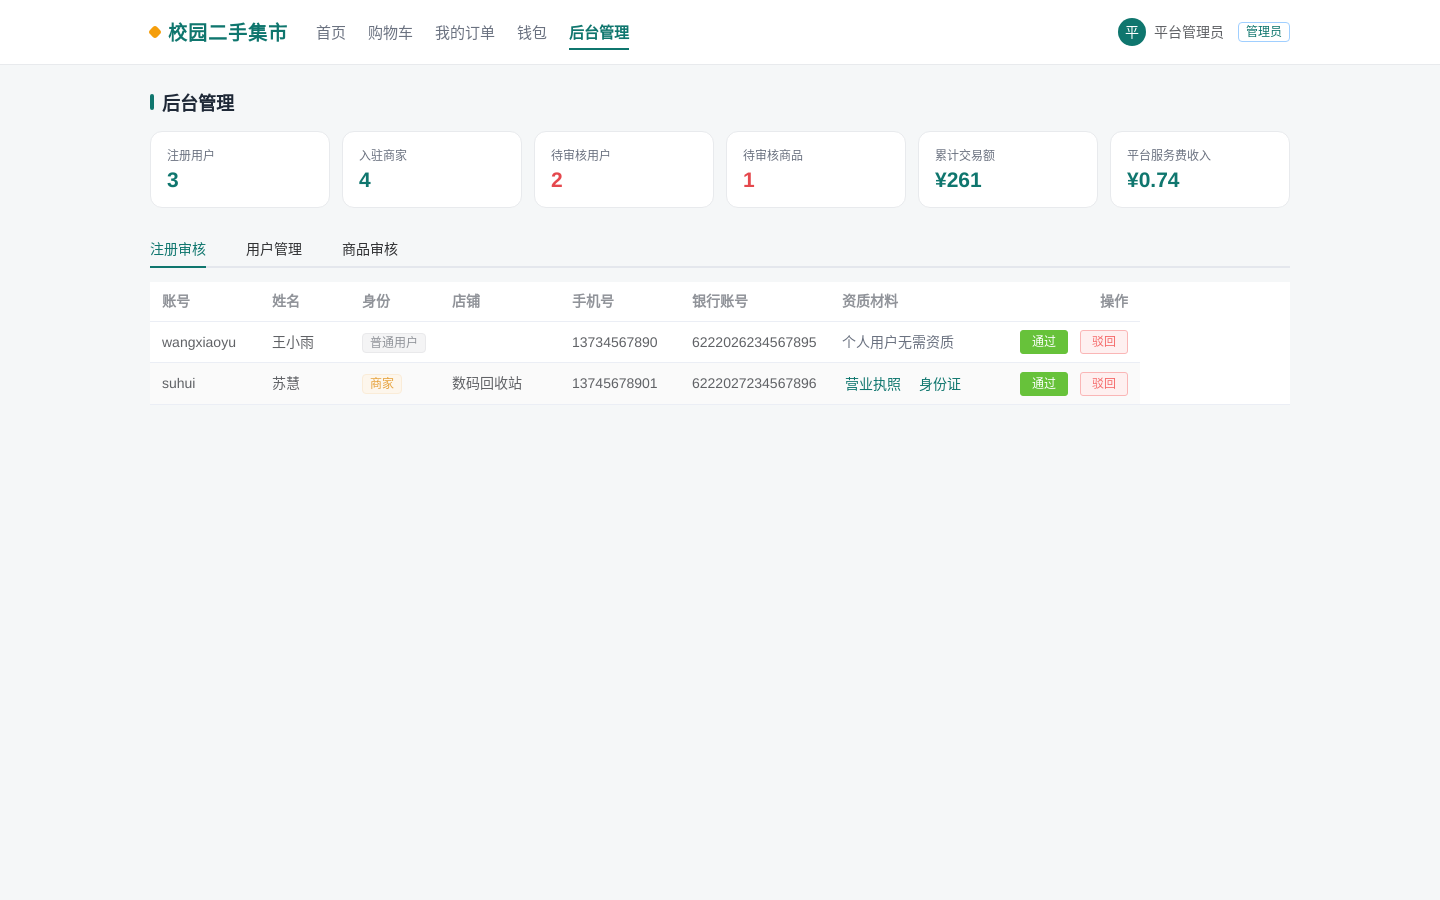 校园二手集市 首页 购物车 我的订单 钱包 后台管理 平 平台管理员 管理员
后台管理
注册用户 入驻商家 待审核用户 待审核商品 累计交易额 平台服务费收入
3 4 2 1 ¥261 ¥0.74
注册审核 用户管理 商品审核
账号 姓名 身份 店铺 手机号 银行账号 资质材料 操作
wangxiaoyu 王小雨 普通用户 13734567890 6222026234567895 个人用户无需资质 通过 驳回
suhui 苏慧 商家 数码回收站 13745678901 6222027234567896 营业执照 身份证 通过 驳回